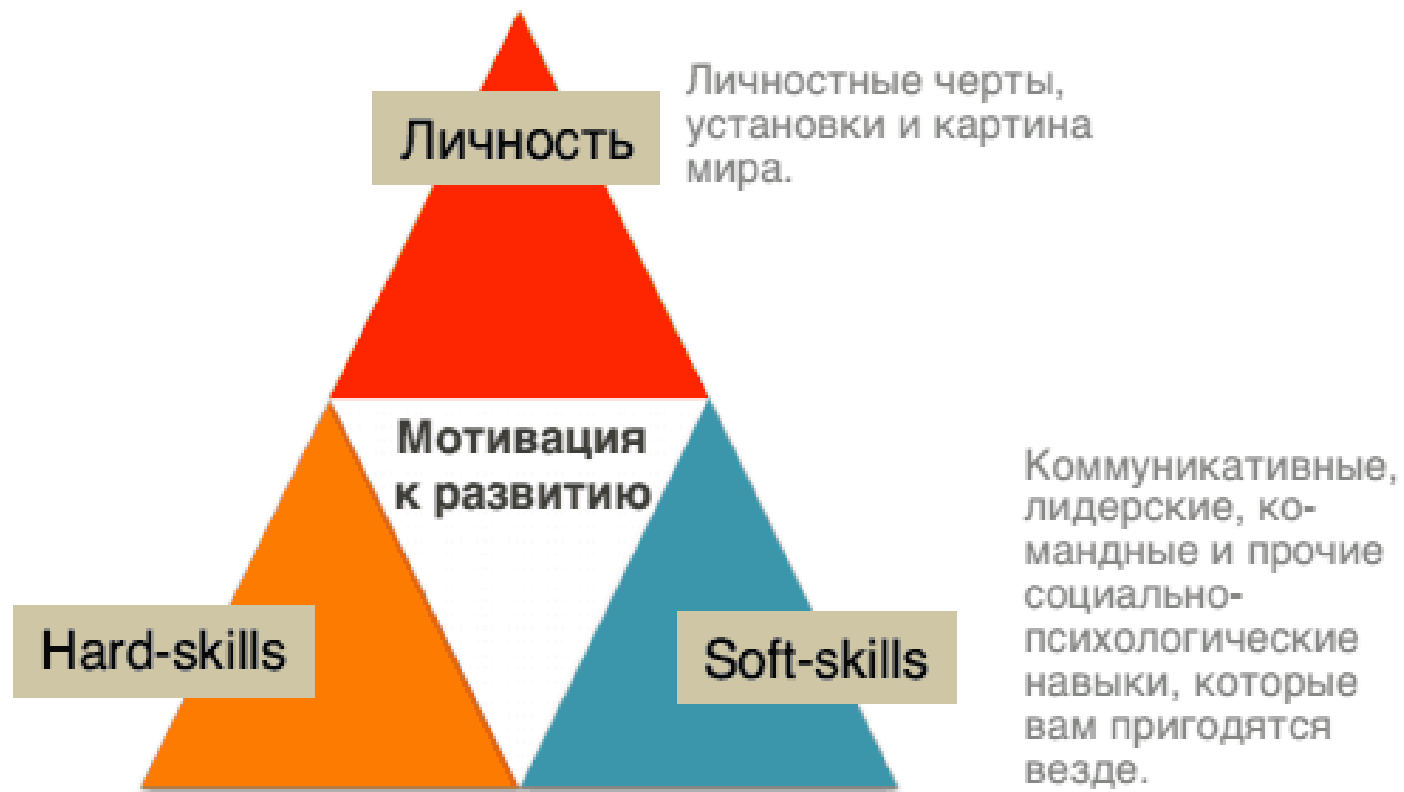 Личность
Личностные черты,
установки и картина
мира.
Мотивация
к развитию
Hard-skills
Soft-skills
Коммуникативные,
лидерские, ко-
мандные и прочие
социально-
психологические
навыки, которые
вам пригодятся
везде.